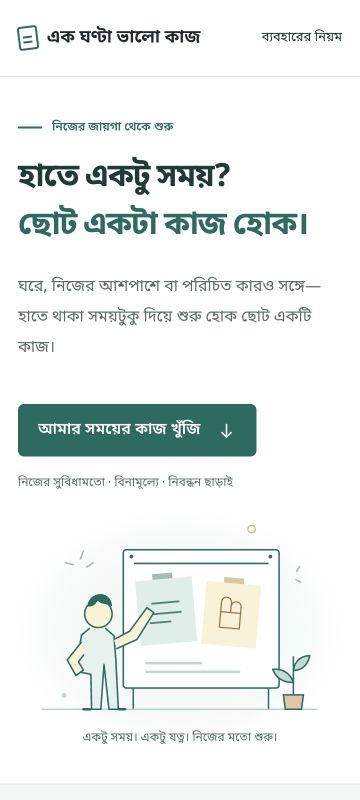 এক ঘণ্টা ভালো কাজ
ব্যবহারের নিয়ম
নিজের জায়গা থেকে শুরু
হাতে একটু সময়?
ছোট একটা কাজ হোক।
ঘরে, নিজের আশপাশে বা পরিচিত কারও সঙ্গে—
হাতে থাকা সময়টুকু দিয়ে শুরু হোক ছোট একটি
কাজ।
আমার সময়ের কাজ খুঁজি ↓
নিজের সুবিধামতো · বিনামূল্যে · নিবন্ধন ছাড়াই
একটু সময়। একটু যত্ন। নিজের মতো শুরু।